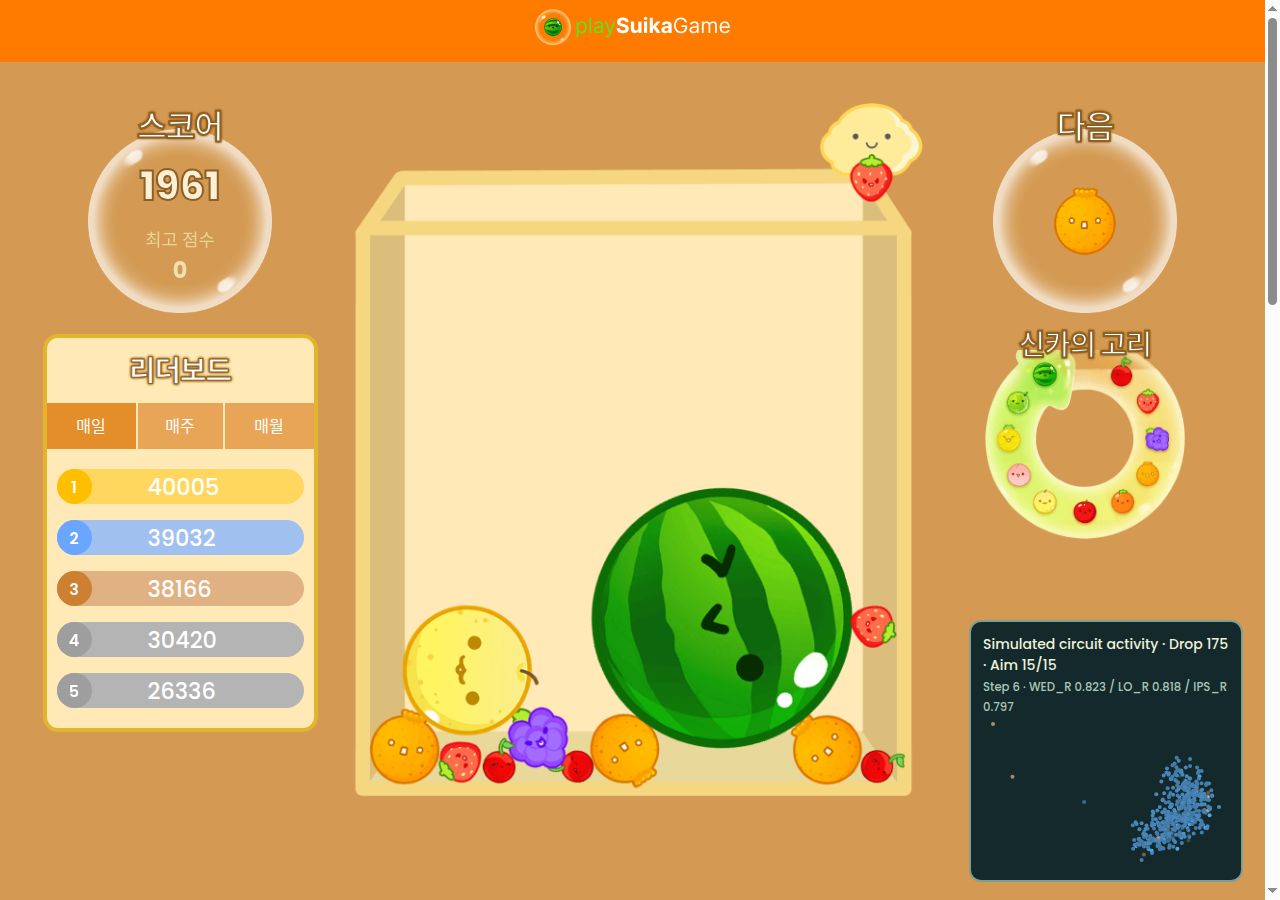 playSuikaGame
스코어
1961
최고 점수
0
다음
리더보드
매일 매주 매월
1 40005
2 39032
3 38166
4 30420
5 26336
신카의 고리
Simulated circuit activity · Drop 175
· Aim 15/15
Step 6 · WED_R 0.823 / LO_R 0.818 / IPS_R
0.797